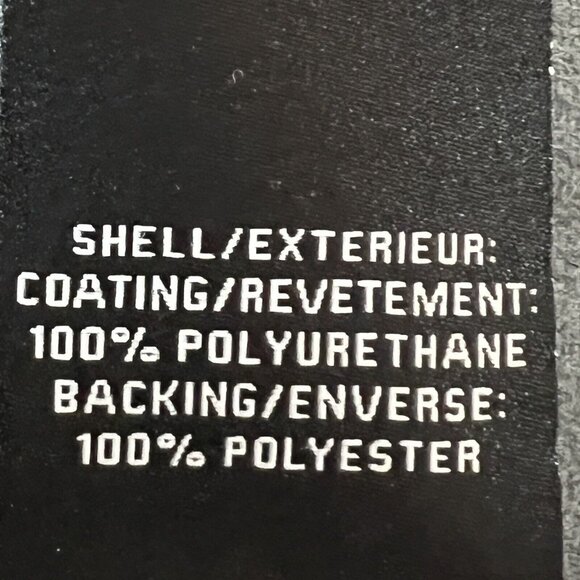 SHELL/EXTERIEUR:
COATING/REVETEMENT:
100% POLYURETHANE
BACKING/ENVERSE:
100% POLYESTER